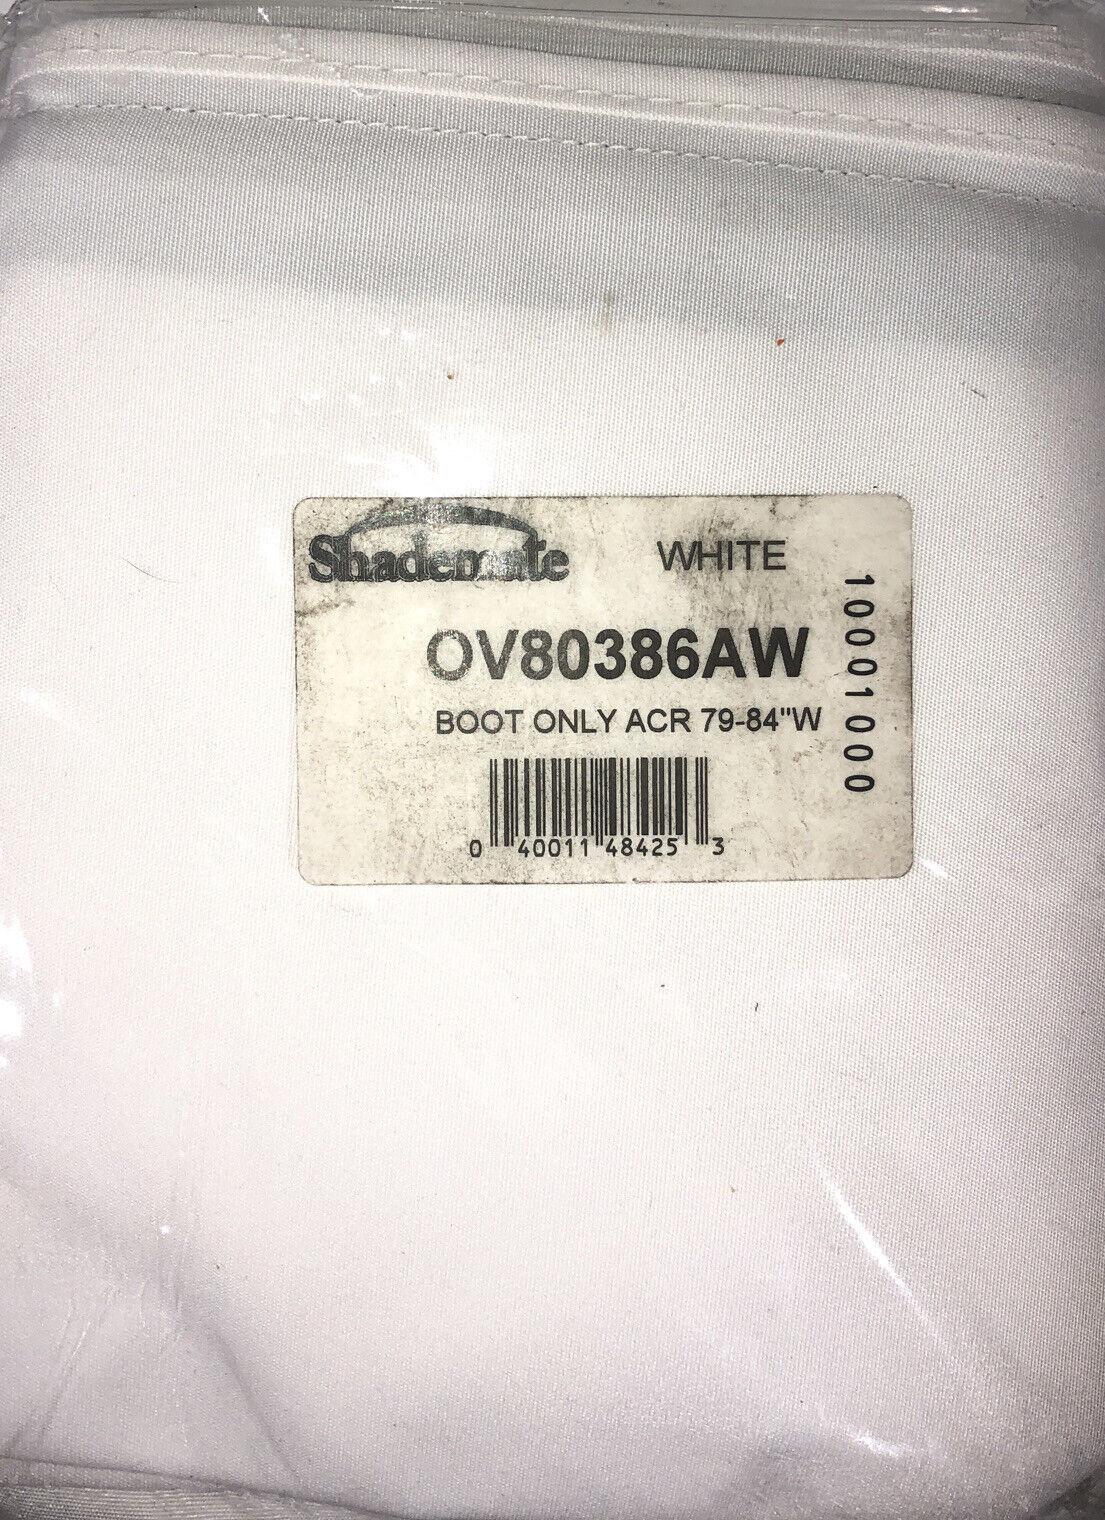 Shademate
WHITE
OV80386AW
BOOT ONLY ACR 79-84"W
0 40011 48425 3
10001000